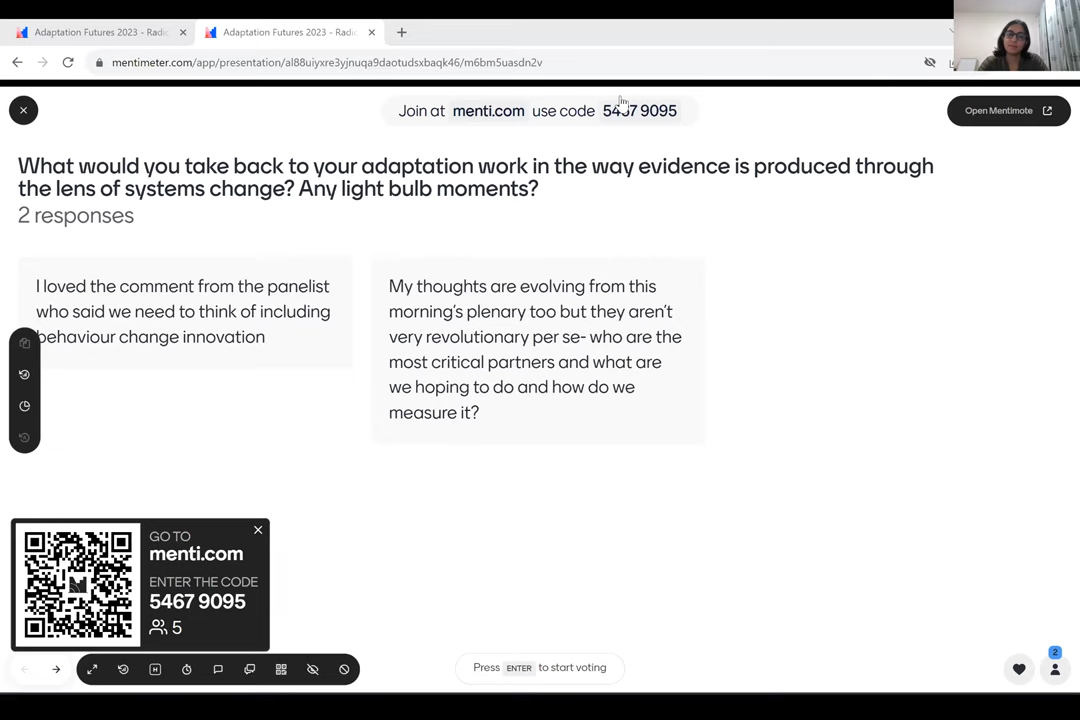 Adaptation Futures 2023 - Radic
Adaptation Futures 2023 - Radic
mentimeter.com/app/presentation/al88uiyxre3yjnuqa9daotudsxbaqk46/m6bm5uasdn2v
Join at menti.com use code 5467 9095
Open Mentimote
What would you take back to your adaptation work in the way evidence is produced through
the lens of systems change? Any light bulb moments?
2 responses
I loved the comment from the panelist
who said we need to think of including
behaviour change innovation
My thoughts are evolving from this
morning's plenary too but they aren't
very revolutionary per se- who are the
most critical partners and what are
we hoping to do and how do we
measure it?
GO TO
menti.com
ENTER THE CODE
5467 9095
5
H
Press ENTER to start voting
2